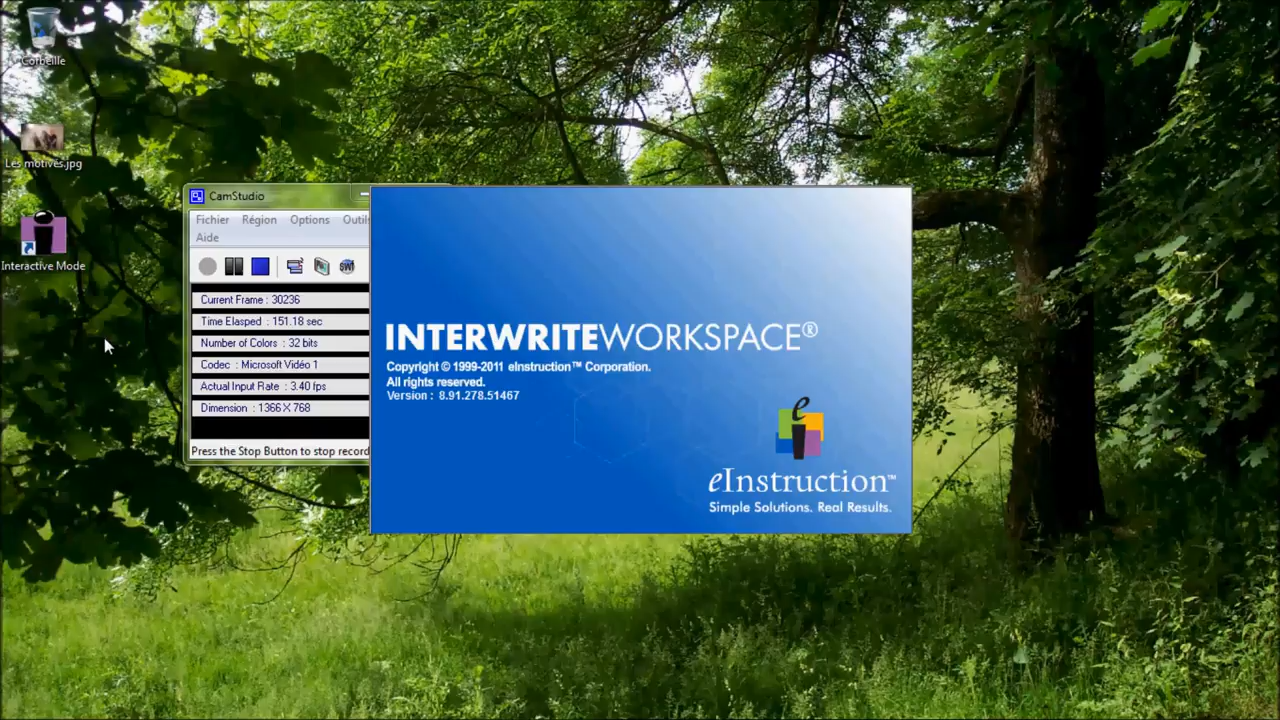 Corbeille
Les motives.jpg
Interactive Mode
CamStudio
Fichier Région Options Outils
Aide
Current Frame : 30236
Time Elasped : 151.18 sec
Number of Colors : 32 bits
Codec : Microsoft Vidéo 1
Actual Input Rate : 3.40 fps
Dimension : 1366 X 768
Press the Stop Button to stop record
INTERWRITEWORKSPACE®
Copyright © 1999-2011 eInstruction™ Corporation.
All rights reserved.
Version : 8.91.278.51467
eInstruction™
Simple Solutions. Real Results.